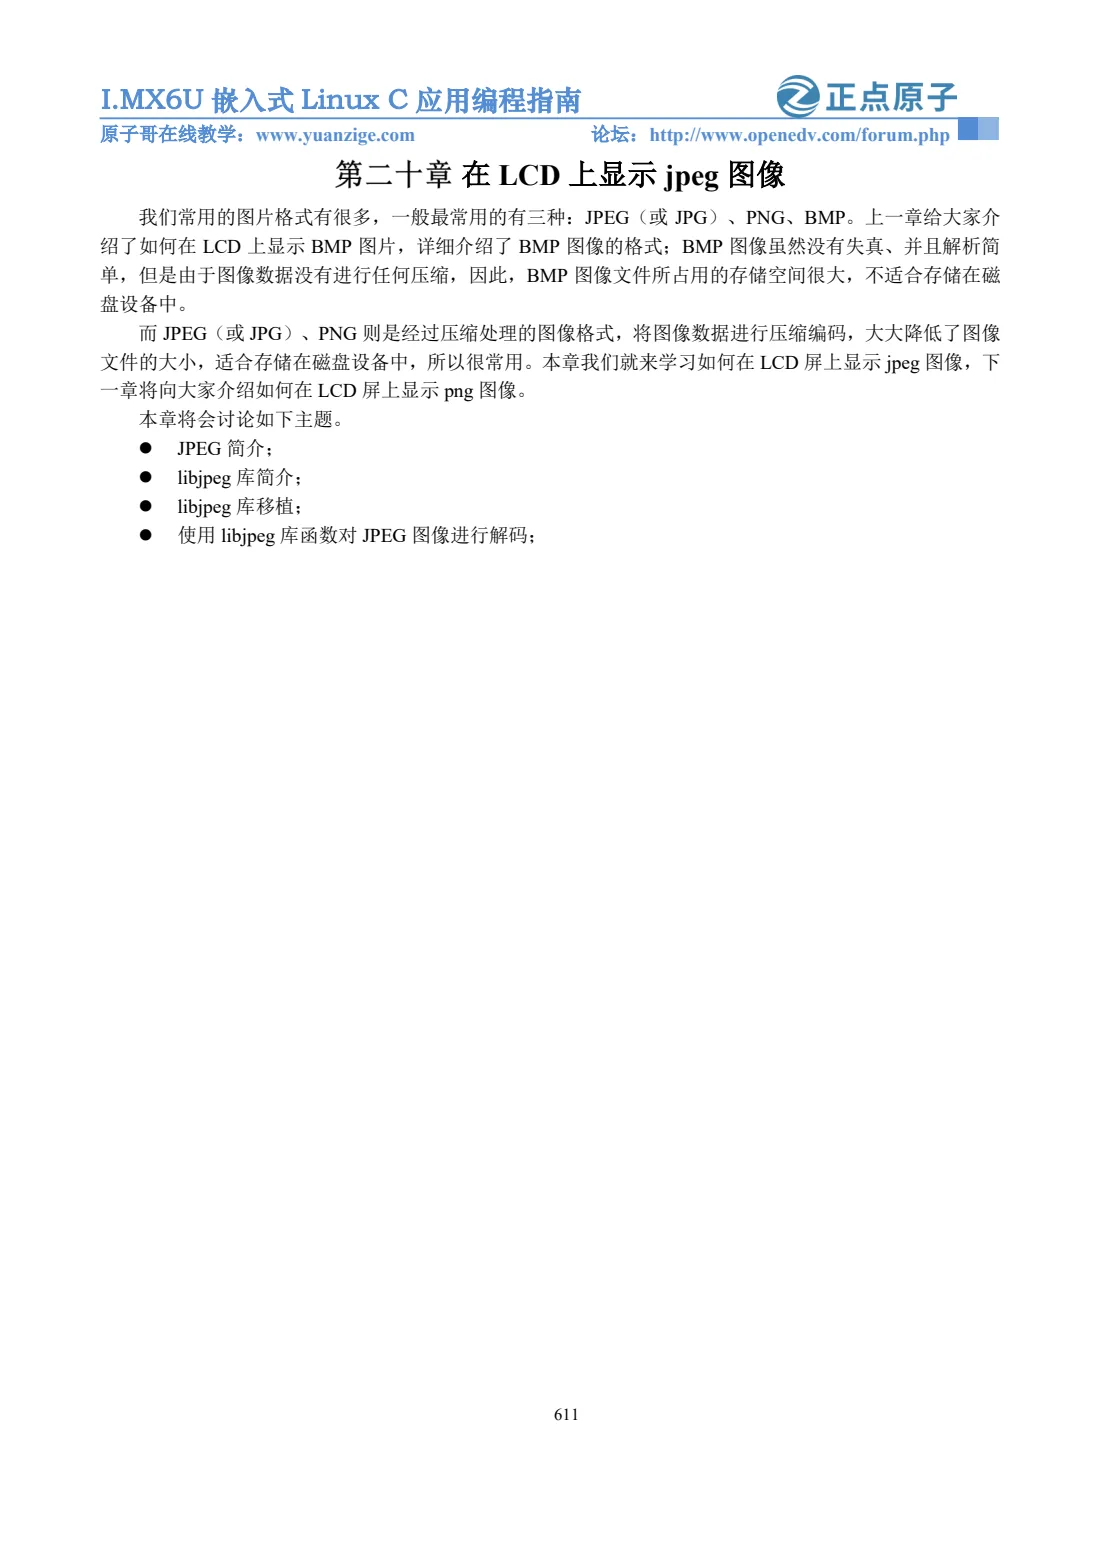 I.MX6U 嵌入式 Linux C 应用编程指南
正点原子
原子哥在线教学：www.yuanzige.com 论坛：http://www.openedv.com/forum.php
第二十章 在 LCD 上显示 jpeg 图像
我们常用的图片格式有很多，一般最常用的有三种：JPEG（或 JPG）、PNG、BMP。上一章给大家介
绍了如何在 LCD 上显示 BMP 图片，详细介绍了 BMP 图像的格式；BMP 图像虽然没有失真、并且解析简
单，但是由于图像数据没有进行任何压缩，因此，BMP 图像文件所占用的存储空间很大，不适合存储在磁
盘设备中。
而 JPEG（或 JPG）、PNG 则是经过压缩处理的图像格式，将图像数据进行压缩编码，大大降低了图像
文件的大小，适合存储在磁盘设备中，所以很常用。本章我们就来学习如何在 LCD 屏上显示 jpeg 图像，下
一章将向大家介绍如何在 LCD 屏上显示 png 图像。
本章将会讨论如下主题。
● JPEG 简介；
● libjpeg 库简介；
● libjpeg 库移植；
● 使用 libjpeg 库函数对 JPEG 图像进行解码；
611